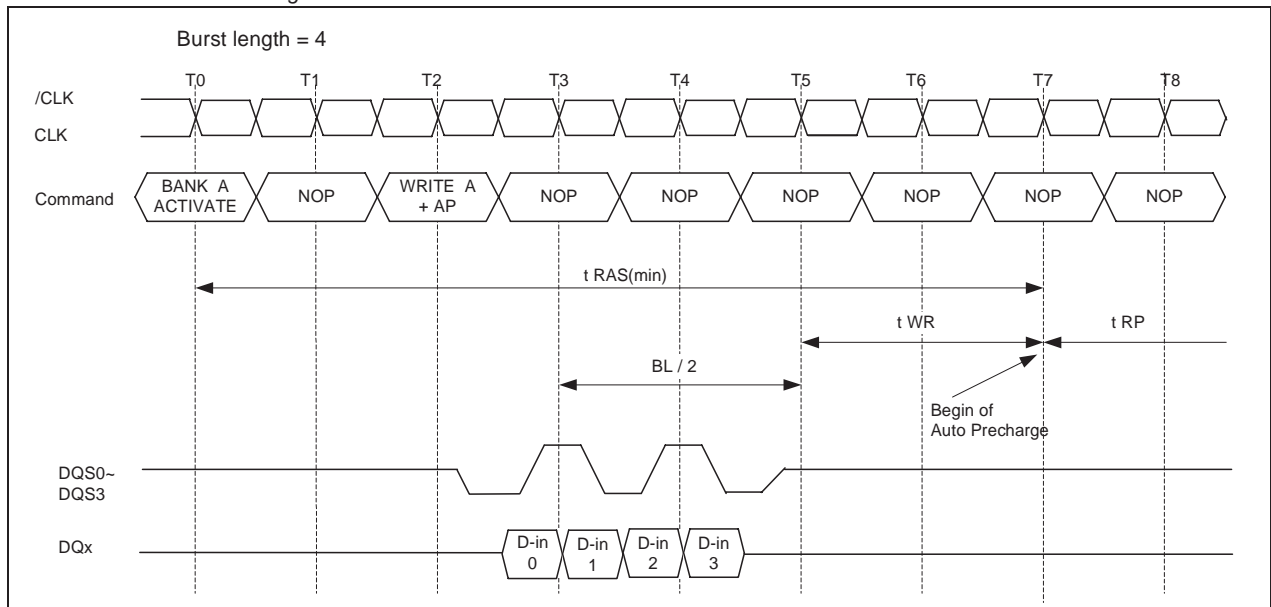 g
Burst length = 4
T0 T1 T2 T3 T4 T5 T6 T7 T8
/CLK
CLK
Command
BANK A
ACTIVATE
NOP
WRITE A
+ AP
NOP
NOP
NOP
NOP
NOP
NOP
t RAS(min)
t WR
t RP
BL / 2
Begin of
Auto Precharge
DQS0~
DQS3
DQx
D-in
0
D-in
1
D-in
2
D-in
3